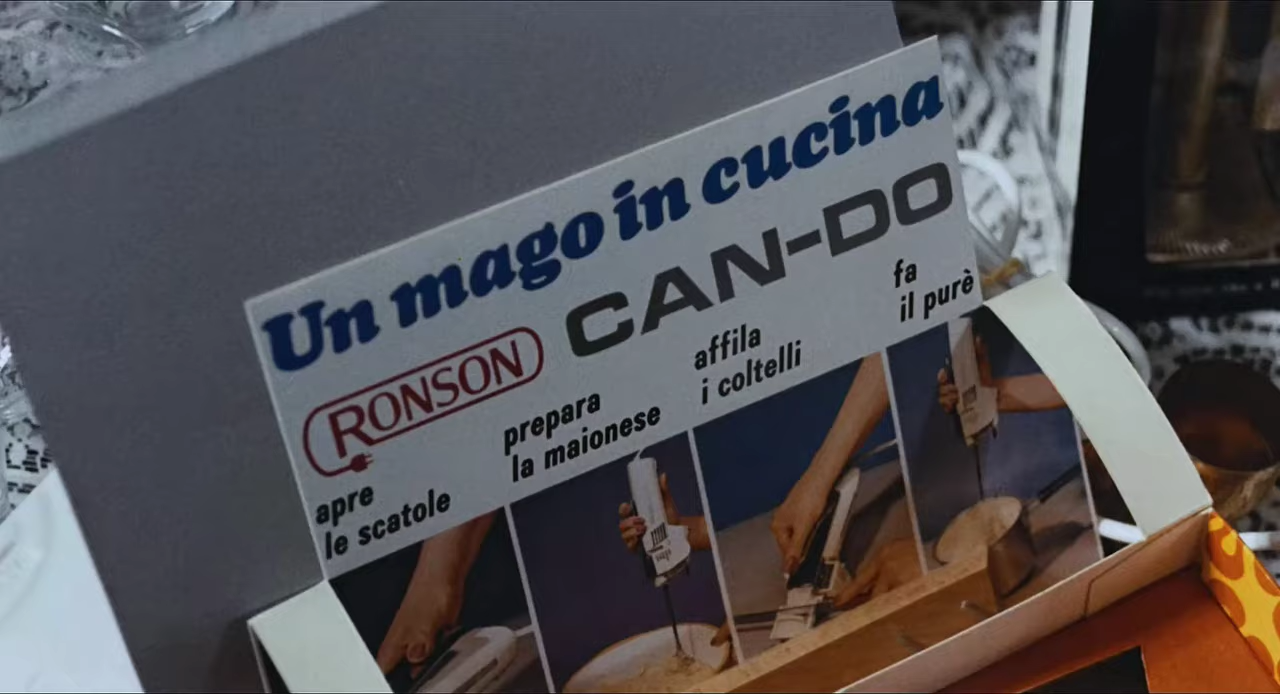 Un mago in cucina
RONSON CAN-DO
apre
le scatole
prepara
la maionese
affila
i coltelli
fa
il purè